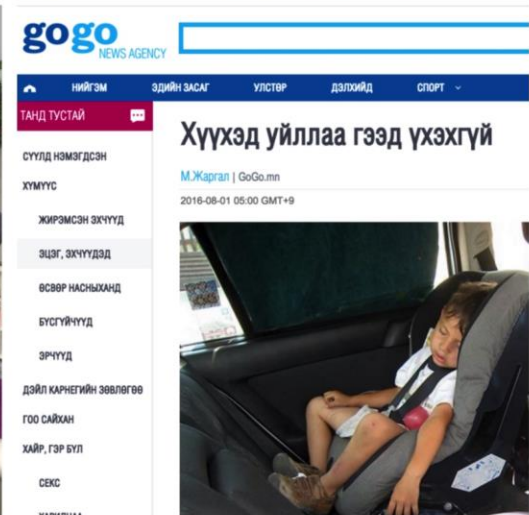 gogo
NEWS AGENCY
НИЙГЭМ ЭДИЙН ЗАСАГ УЛСТӨР ДЭЛХИЙД СПОРТ
ТАНД ТУСТАЙ
СҮҮЛД НЭМЭГДСЭН
ХҮМҮҮС
ЖИРЭМСЭН ЭХЧҮҮД
ЭЦЭГ, ЭХЧҮҮДЭД
ӨСВӨР НАСНЫХАНД
БҮСГҮЙЧҮҮД
ЭРЧҮҮД
ДЭЙЛ КАРНЕГИЙН ЗӨВЛӨГӨӨ
ГОО САЙХАН
ХАЙР, ГЭР БҮЛ
СЕКС
Хүүхэд уйллаа гээд үхэхгүй
М.Жаргал | GoGo.mn
2016-08-01 05:00 GMT+9